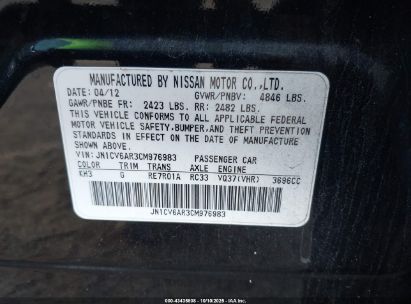 MANUFACTURED BY NISSAN MOTOR CO., LTD.
DATE: 04/12 GVWR/PNBV: 4846 LBS.
GAWR/PNBE FR: 2423 LBS. RR: 2482 LBS.
THIS VEHICLE CONFORMS TO ALL APPLICABLE FEDERAL
MOTOR VEHICLE SAFETY, BUMPER, AND THEFT PREVENTION
STANDARDS IN EFFECT ON THE DATE OF MANUFACTURE
SHOWN ABOVE.
VIN: JN1CV6AR3CM976983 PASSENGER CAR
COLOR TRIM TRANS AXLE ENGINE
KH3 G RE7R01A RC33 VQ37(VHR) 3696CC
JN1CV6AR3CM976983